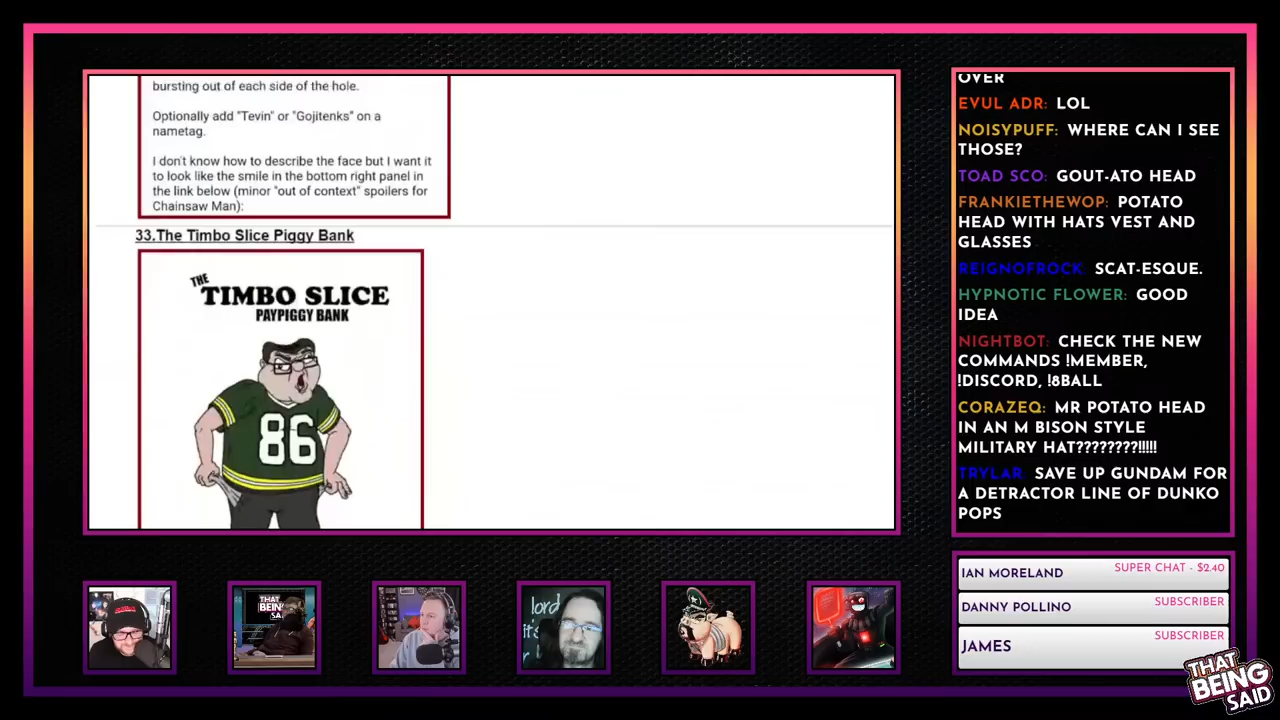 bursting out of each side of the hole.
Optionally add "Tevin" or "Gojitenks" on a
nametag.
I don't know how to describe the face but I want it
to look like the smile in the bottom right panel in
the link below (minor "out of context" spoilers for
Chainsaw Man):
33.The Timbo Slice Piggy Bank
THE
TIMBO SLICE
PAYPIGGY BANK
86
OVER
EVUL ADR: LOL
NOISYPUFF: WHERE CAN I SEE
THOSE?
TOAD SCO: GOUT-ATO HEAD
FRANKIETHEWOP: POTATO
HEAD WITH HATS VEST AND
GLASSES
REIGNOFROCK: SCAT-ESQUE.
HYPNOTIC FLOWER: GOOD
IDEA
NIGHTBOT: CHECK THE NEW
COMMANDS !MEMBER,
!DISCORD, !8BALL
CORAZEQ: MR POTATO HEAD
IN AN M BISON STYLE
MILITARY HAT????????!!!!!
TRYLAR: SAVE UP GUNDAM FOR
A DETRACTOR LINE OF DUNKO
POPS
IAN MORELAND SUPER CHAT - $2.40
DANNY POLLINO SUBSCRIBER
JAMES SUBSCRIBER
THAT
BEING
SAID
THAT
BEING
lord
it's